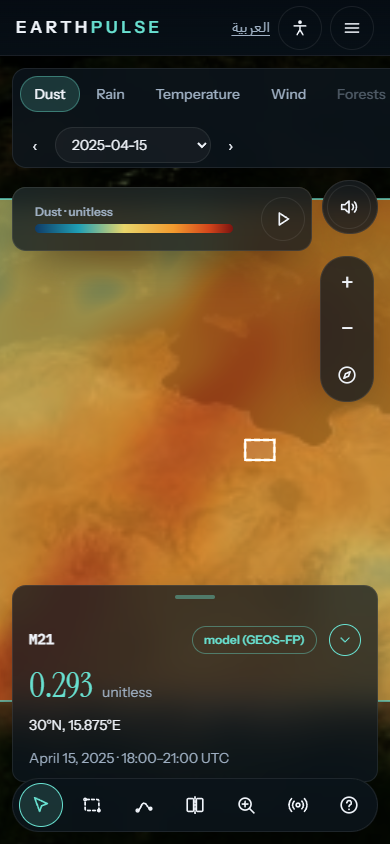 EARTHPULSE
العربية
Dust Rain Temperature Wind Forests
‹ 2025-04-15 ›
Dust · unitless
+
−
M21
model (GEOS-FP)
0.293 unitless
30°N, 15.875°E
April 15, 2025 · 18:00–21:00 UTC